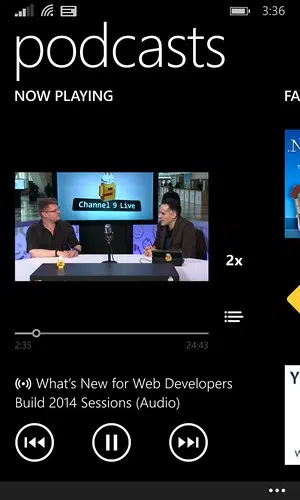 3:36
podcasts
NOW PLAYING
FA
.N
Channel 9 Live
2x
2:35
24:43
What's New for Web Developers
Build 2014 Sessions (Audio)
Y